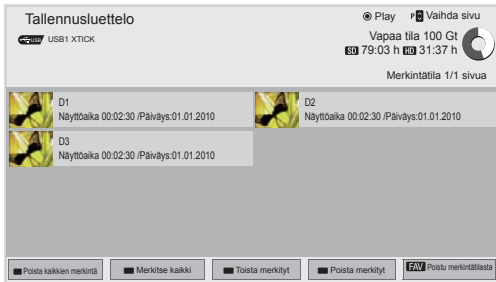 Tallennusluettelo
Play P Vaihda sivu
USB USB1 XTICK
Vapaa tila 100 Gt
SD 79:03 h HD 31:37 h
Merkintätila 1/1 sivua
D1
Näyttöaika 00:02:30 /Päiväys:01.01.2010
D2
Näyttöaika 00:02:30 /Päiväys:01.01.2010
D3
Näyttöaika 00:02:30 /Päiväys:01.01.2010
Poista kaikkien merkintä
Merkitse kaikki
Toista merkityt
Poista merkityt
FAV Poistu merkintätilasta